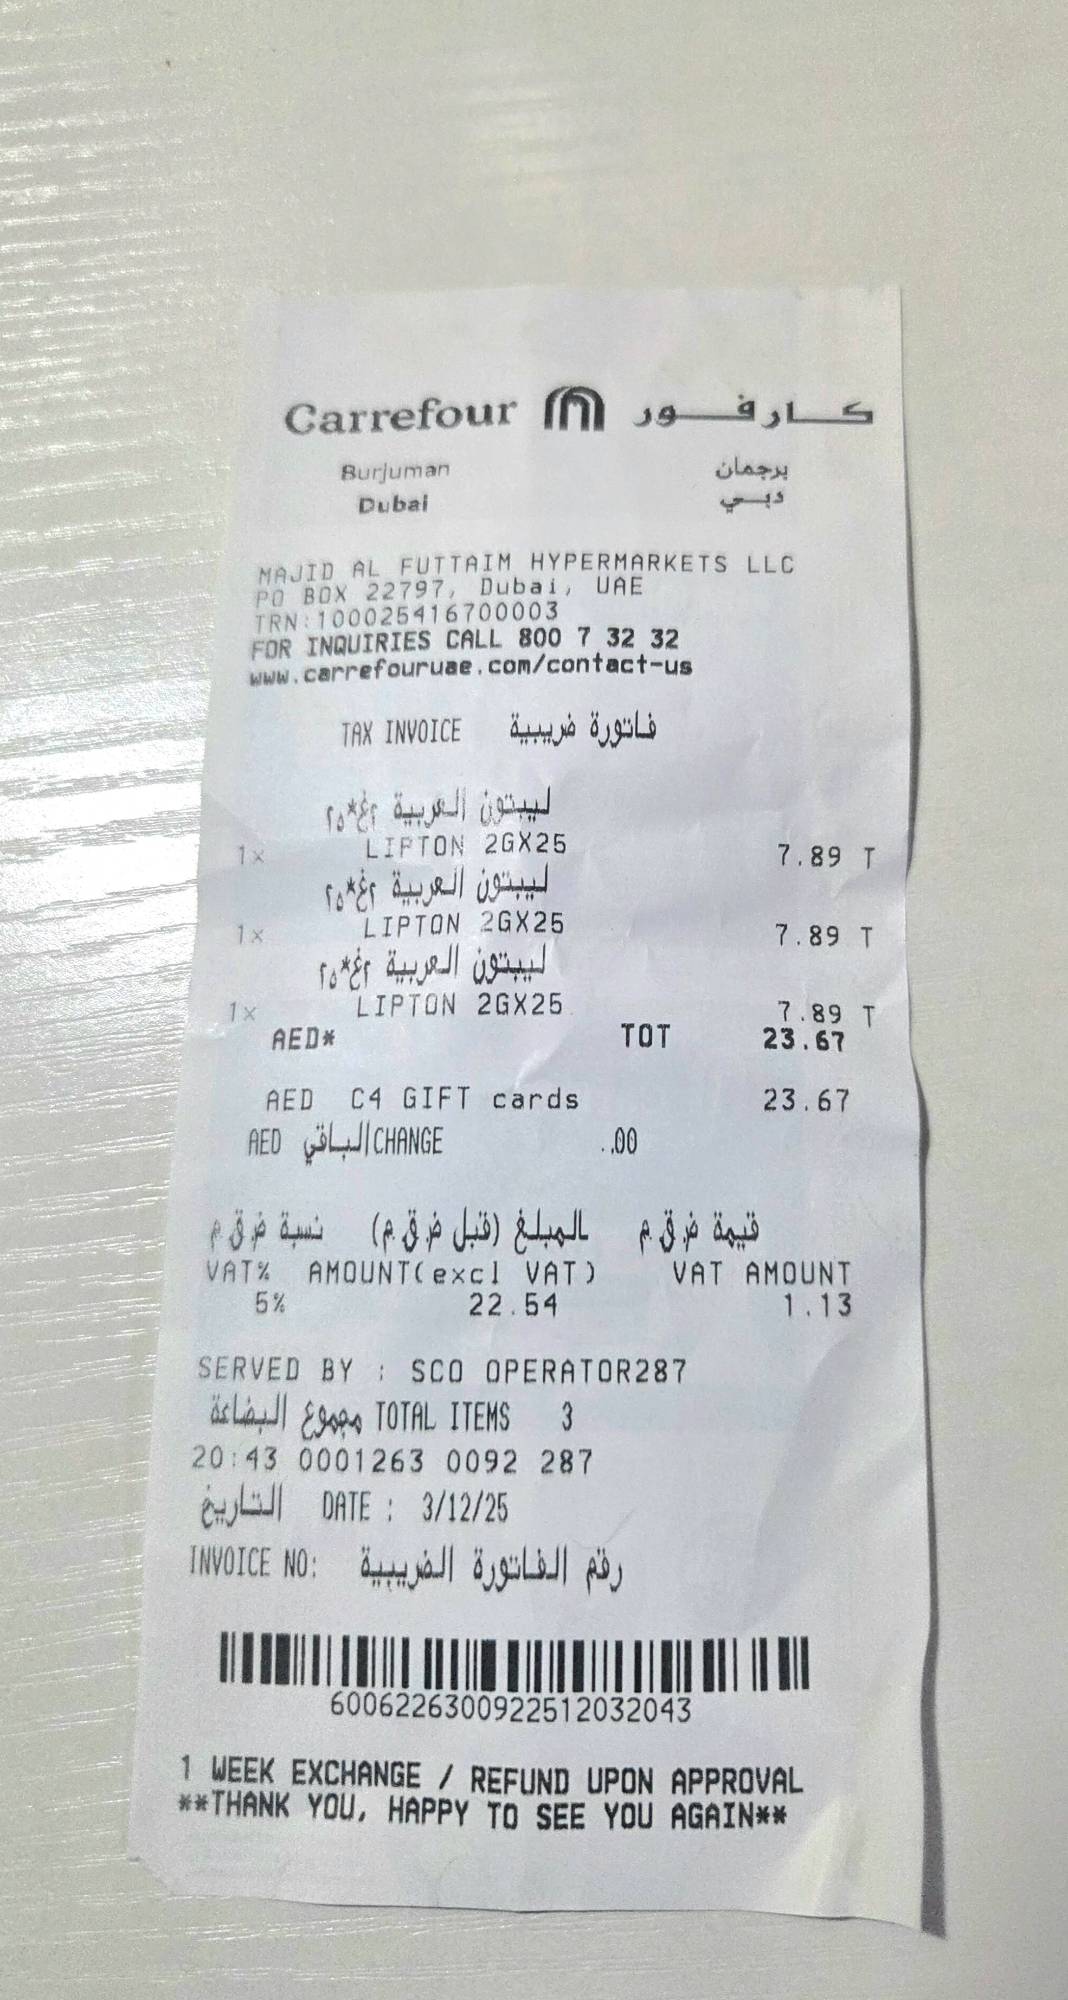 Carrefour كارفور
Burjuman برجمان
Dubai دبي
MAJID AL FUTTAIM HYPERMARKETS LLC
PO BOX 22797, Dubai, UAE
TRN:100025416700003
FOR INQUIRIES CALL 800 7 32 32
www.carrefouruae.com/contact-us
TAX INVOICE فاتورة ضريبية
ليبتون العربية ٢غ*٢٥
1x LIPTON 2GX25 7.89 T
ليبتون العربية ٢غ*٢٥
1x LIPTON 2GX25 7.89 T
ليبتون العربية ٢غ*٢٥
1x LIPTON 2GX25 7.89 T
AED* TOT 23.67
AED C4 GIFT cards 23.67
AED الباقي CHANGE .00
نسبة ض.ق.م المبلغ (قبل ض.ق.م) قيمة ض.ق.م
VAT% AMOUNT(excl VAT) VAT AMOUNT
5% 22.54 1.13
SERVED BY : SCO OPERATOR287
مجموع البضاعة TOTAL ITEMS 3
20:43 0001263 0092 287
التاريخ DATE : 3/12/25
INVOICE NO: رقم الفاتورة الضريبية
6006226300922512032043
1 WEEK EXCHANGE / REFUND UPON APPROVAL
**THANK YOU, HAPPY TO SEE YOU AGAIN**